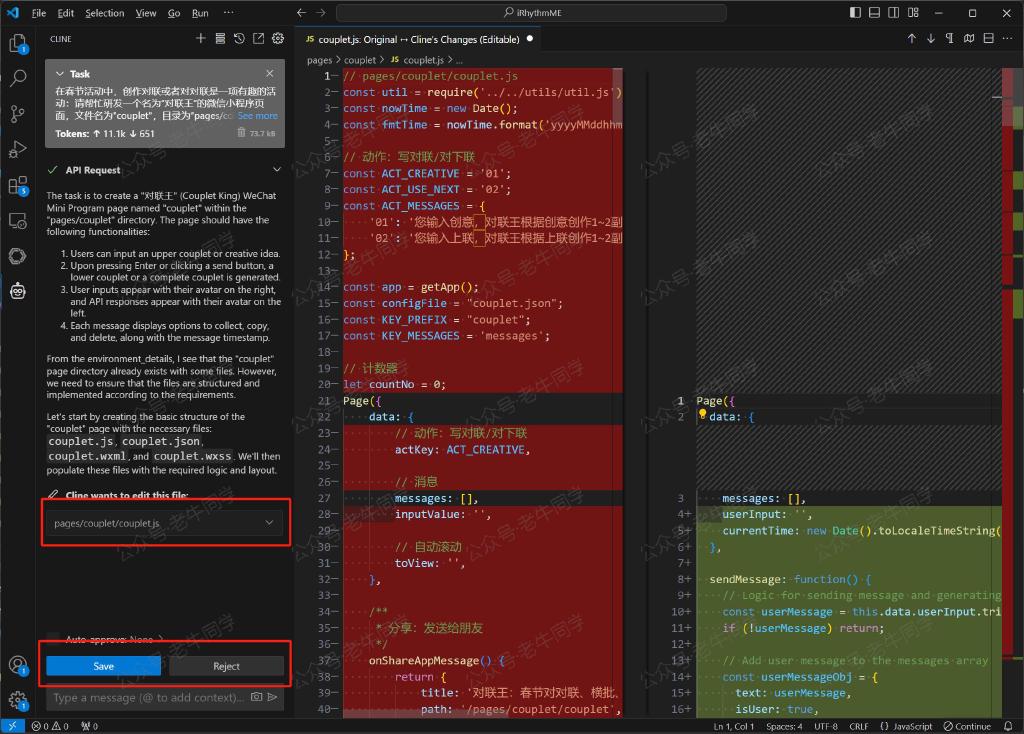 File Edit Selection View Go Run ···
iRhythmME
CLINE
JS couplet.js: Original ↔ Cline's Changes (Editable)
pages > couplet > JS couplet.js > ...
Task
在春节活动中，创作对联或者对对联是一项有趣的活
动：请帮忙研发一个名为“对联王”的微信小程序页
面，文件名为“couplet”，目录为“pages/co
See more
Tokens: ↑ 11.1k ↓ 651
73.7 kB
API Request
The task is to create a "对联王" (Couplet King) WeChat
Mini Program page named "couplet" within the
"pages/couplet" directory. The page should have the
following functionalities:
1. Users can input an upper couplet or creative idea.
2. Upon pressing Enter or clicking a send button, a
lower couplet or a complete couplet is generated.
3. User inputs appear with their avatar on the right,
and API responses appear with their avatar on the
left.
4. Each message displays options to collect, copy,
and delete, along with the message timestamp.
From the environment_details, I see that the "couplet"
page directory already exists with some files. However,
we need to ensure that the files are structured and
implemented according to the requirements.
Let's start by creating the basic structure of the
"couplet" page with the necessary files:
couplet.js, couplet.json,
couplet.wxml, and couplet.wxss. We'll then
populate these files with the required logic and layout.
Cline wants to edit this file:
pages/couplet/couplet.js
Auto-approve: None >
Save
Reject
Type a message (@ to add context)...
1− // pages/couplet/couplet.js
2− const util = require('../../utils/util.js')
3− const nowTime = new Date();
4− const fmtTime = nowTime.format('yyyyMMddhhm
5−
6− // 动作：写对联/对下联
7− const ACT_CREATIVE = '01';
8− const ACT_USE_NEXT = '02';
9− const ACT_MESSAGES = {
10− '01': '您输入创意，对联王根据创意创作1~2副
11− '02': '您输入上联，对联王根据上联创作1~2副
12− };
13−
14− const app = getApp();
15− const configFile = "couplet.json";
16− const KEY_PREFIX = "couplet";
17− const KEY_MESSAGES = 'messages';
18−
19− // 计数器
20− let countNo = 0;
21 Page({
22 data: {
23− // 动作：写对联/对下联
24− actKey: ACT_CREATIVE,
25−
26− // 消息
27 messages: [],
28− inputValue: '',
29−
30− // 自动滚动
31− toView: '',
32− },
33−
34− /**
35− * 分享：发送给朋友
36− */
37− onShareAppMessage() {
38− return {
39− title: '对联王：春节对对联、横批、
40− path: '/pages/couplet/couplet',
1 Page({
2 data: {
3 messages: [],
4+ userInput: '',
5+ currentTime: new Date().toLocaleTimeString(
6+ },
7+
8+ sendMessage: function() {
9+ // Logic for sending message and generating
10+ const userMessage = this.data.userInput.tri
11+ if (!userMessage) return;
12+
13+ // Add user message to the messages array
14+ const userMessageObj = {
15+ text: userMessage,
16+ isUser: true,
0 0 0
Ln 1, Col 1 Spaces: 4 UTF-8 CRLF {} JavaScript Continue
公众号·老牛同学